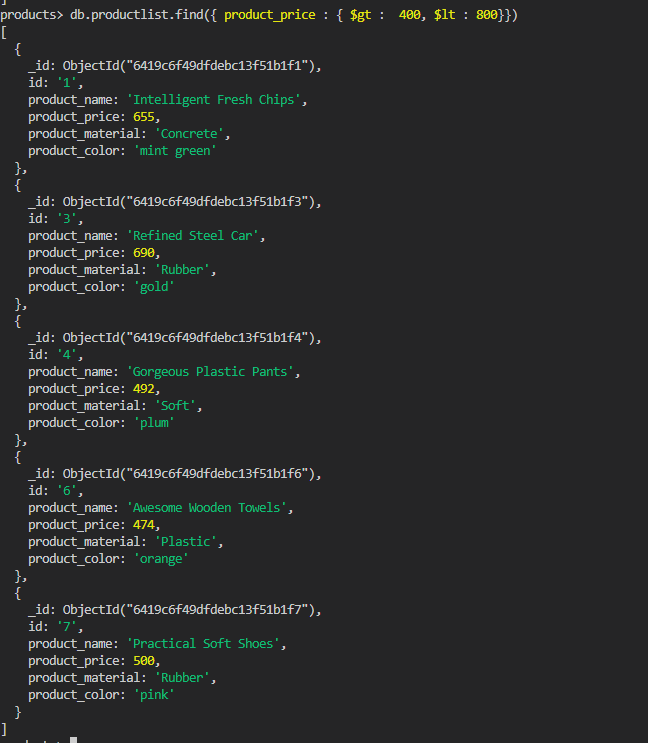 products> db.productlist.find({ product_price : { $gt :  400, $lt : 800}})
[
  {
    _id: ObjectId("6419c6f49dfdebc13f51b1f1"),
    id: '1',
    product_name: 'Intelligent Fresh Chips',
    product_price: 655,
    product_material: 'Concrete',
    product_color: 'mint green'
  },
  {
    _id: ObjectId("6419c6f49dfdebc13f51b1f3"),
    id: '3',
    product_name: 'Refined Steel Car',
    product_price: 690,
    product_material: 'Rubber',
    product_color: 'gold'
  },
  {
    _id: ObjectId("6419c6f49dfdebc13f51b1f4"),
    id: '4',
    product_name: 'Gorgeous Plastic Pants',
    product_price: 492,
    product_material: 'Soft',
    product_color: 'plum'
  },
  {
    _id: ObjectId("6419c6f49dfdebc13f51b1f6"),
    id: '6',
    product_name: 'Awesome Wooden Towels',
    product_price: 474,
    product_material: 'Plastic',
    product_color: 'orange'
  },
  {
    _id: ObjectId("6419c6f49dfdebc13f51b1f7"),
    id: '7',
    product_name: 'Practical Soft Shoes',
    product_price: 500,
    product_material: 'Rubber',
    product_color: 'pink'
  }
]